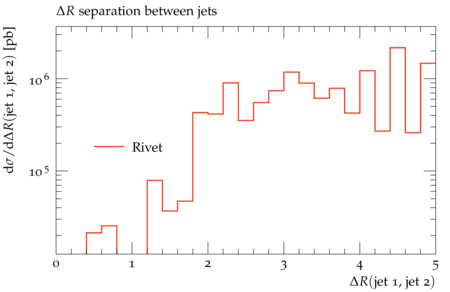 ΔR separation between jets
dσ/dΔR(jet 1, jet 2) [pb]
10⁶
10⁵
Rivet
0 1 2 3 4 5
ΔR(jet 1, jet 2)